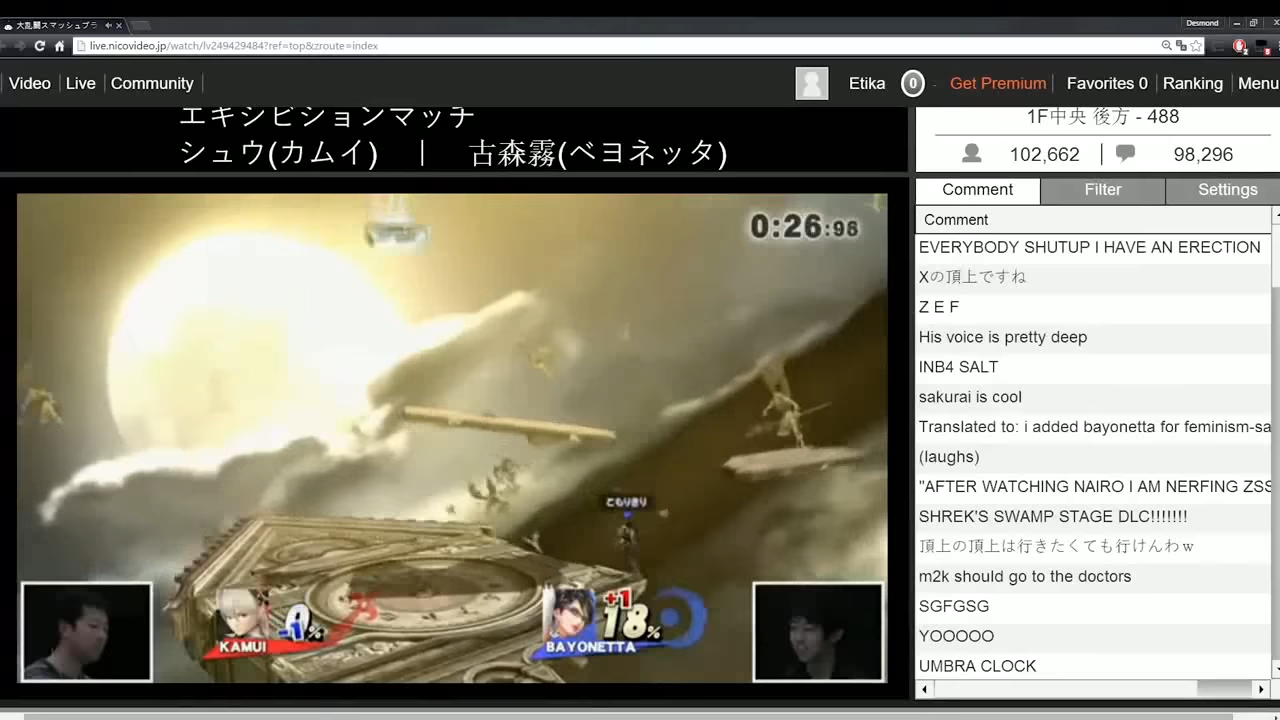 大乱闘スマッシュブラ
Desmond
live.nicovideo.jp/watch/lv249429484?ref=top&zroute=index
Video Live Community
Etika 0 Get Premium Favorites 0 Ranking Menu
エキシビションマッチ
シュウ(カムイ) | 古森霧(ベヨネッタ)
1F中央 後方 - 488
102,662 98,296
Comment Filter Settings
Comment
EVERYBODY SHUTUP I HAVE AN ERECTION
Xの頂上ですね
Z E F
His voice is pretty deep
INB4 SALT
sakurai is cool
Translated to: i added bayonetta for feminism-sa
(laughs)
"AFTER WATCHING NAIRO I AM NERFING ZSS
SHREK'S SWAMP STAGE DLC!!!!!!!
頂上の頂上は行きたくても行けんわw
m2k should go to the doctors
SGFGSG
YOOOOO
UMBRA CLOCK
0:26:96
こもりきり
-1 0%
KAMUI
+1
18%
BAYONETTA